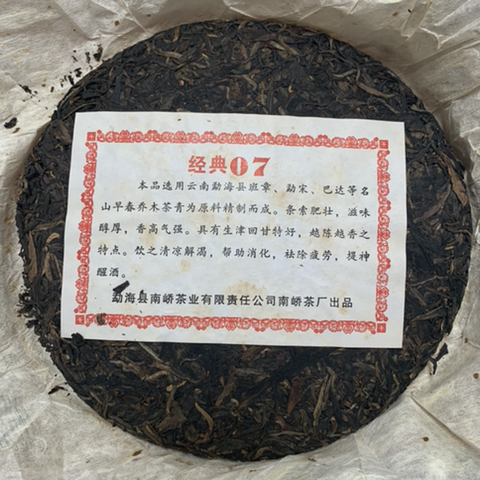 经典07
本品选用云南勐海县班章、勐宋、巴达等名
山早春乔木茶青为原料精制而成。条索肥壮，滋味
醇厚，香高气强。具有生津回甘特好，越陈越香之
特点。饮之清凉解渴，帮助消化，祛除疲劳，提神
醒酒。
勐海县南峤茶业有限责任公司南峤茶厂出品